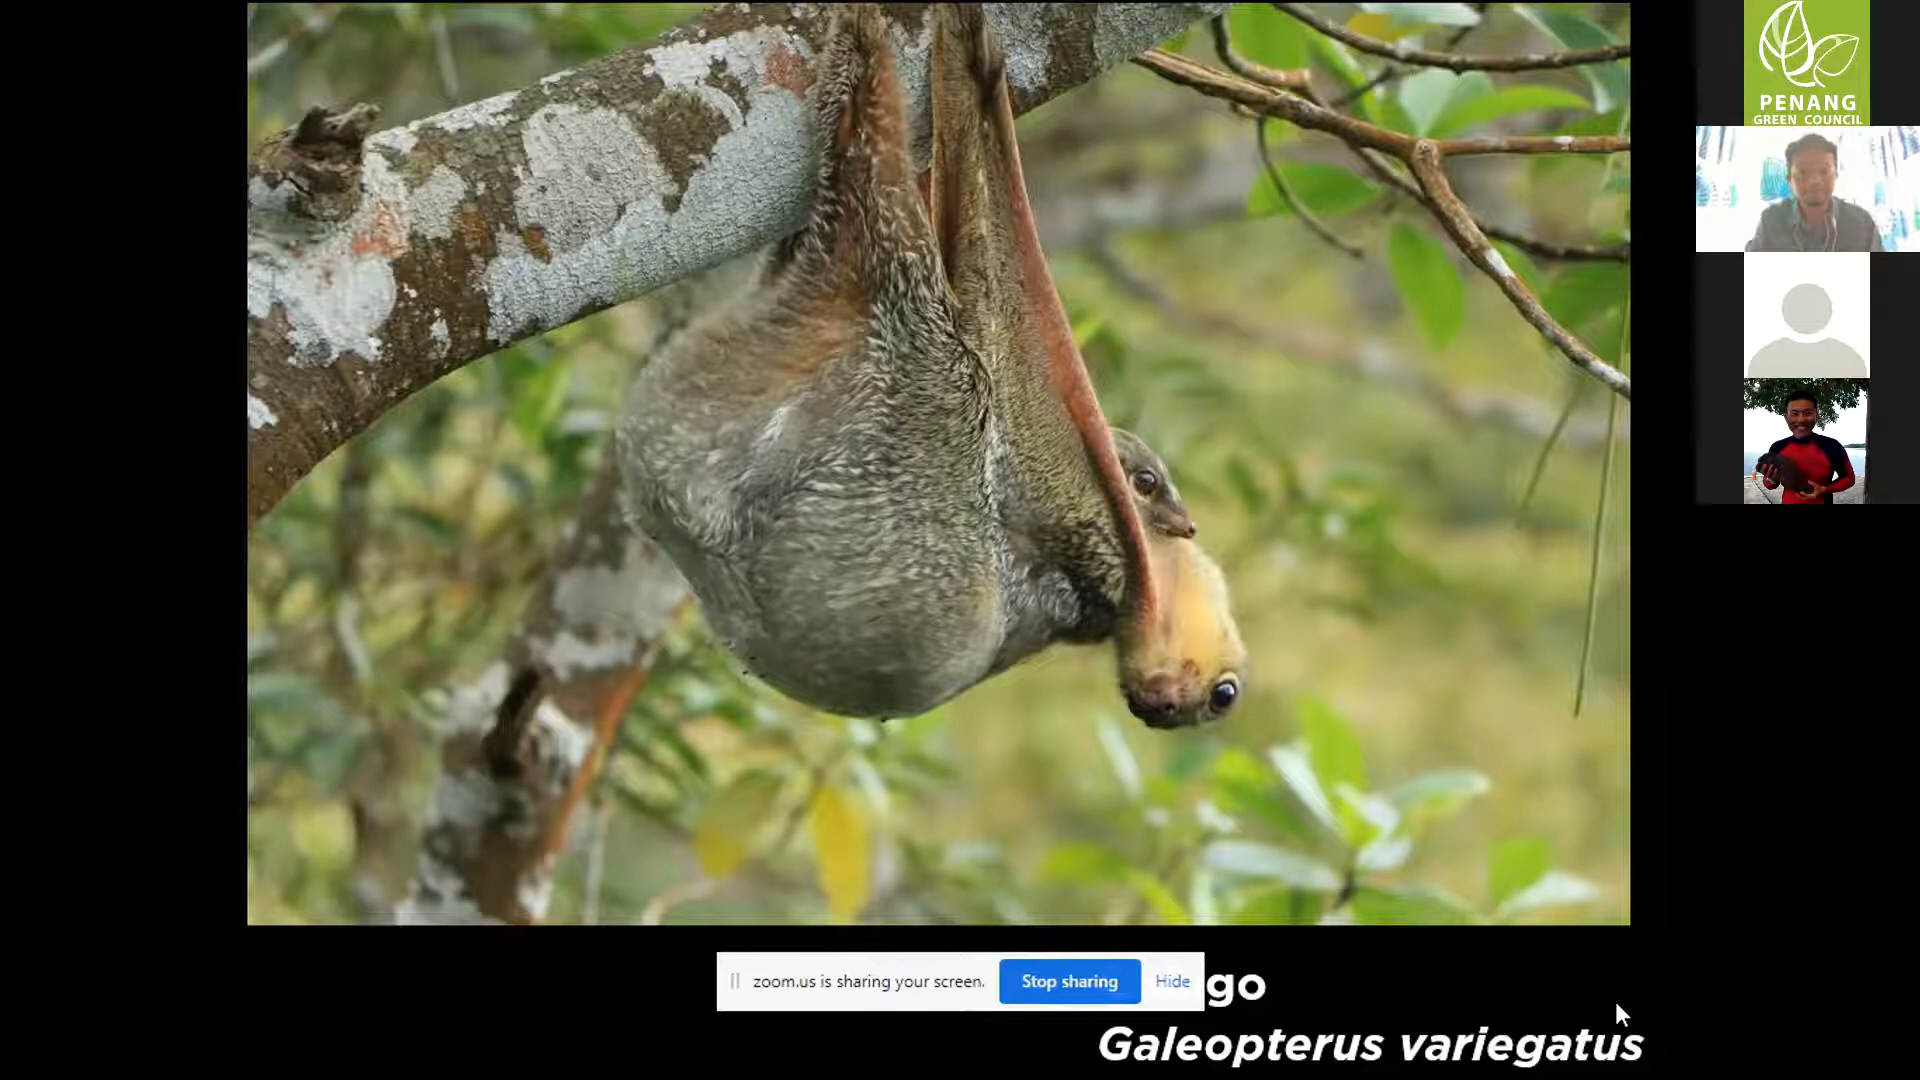 PENANG
GREEN COUNCIL
zoom.us is sharing your screen. Stop sharing Hide
go
Galeopterus variegatus